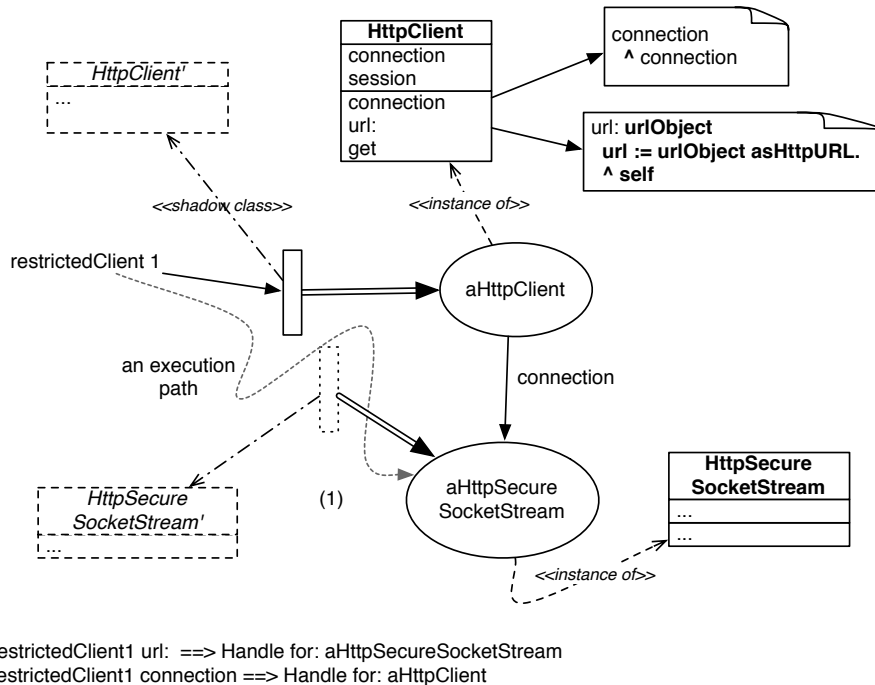 HttpClient
connection
session
connection
url:
get
connection
^ connection
url: urlObject
url := urlObject asHttpURL.
^ self
HttpClient'
...
<<shadow class>>
<<instance of>>
restrictedClient 1
aHttpClient
an execution
path
connection
HttpSecure
SocketStream'
...
(1)
aHttpSecure
SocketStream
HttpSecure
SocketStream
...
...
<<instance of>>
estrictedClient1 url: ==> Handle for: aHttpSecureSocketStream
estrictedClient1 connection ==> Handle for: aHttpClient